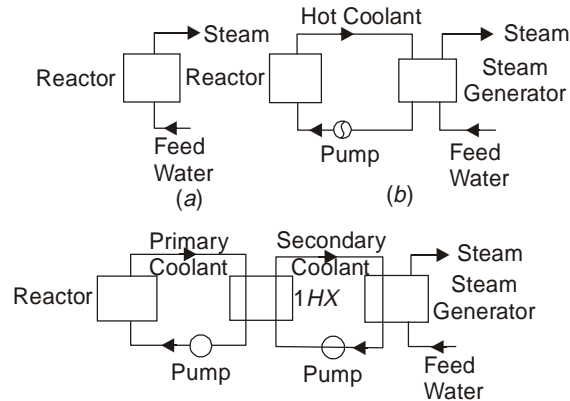 Steam
Reactor
Feed
Water
(a)
Hot Coolant
Steam
Reactor
Steam
Generator
Pump
Feed
Water
(b)
Primary
Coolant
Secondary
Coolant
Steam
Reactor
1HX
Steam
Generator
Pump
Pump
Feed
Water